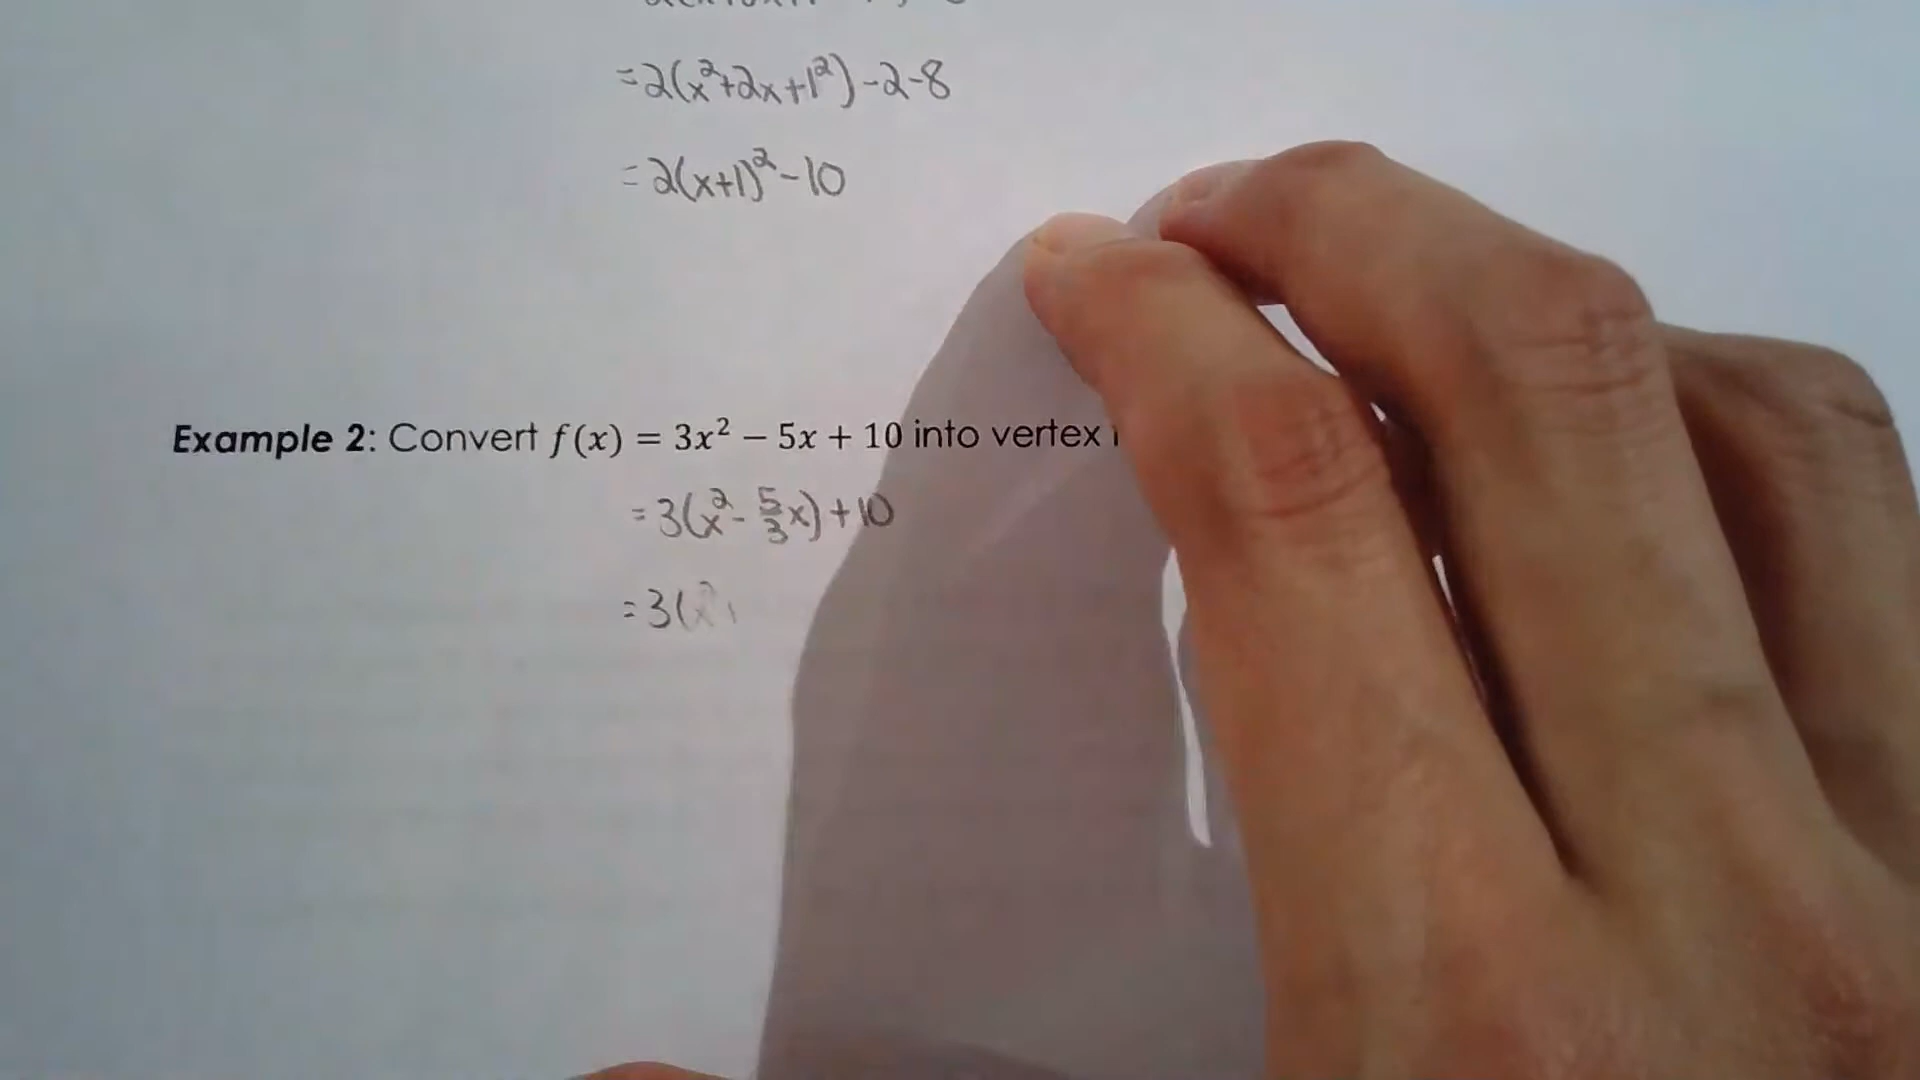 =2(x²+2x+1²)-2-8
=2(x+1)²-10
Example 2: Convert f(x) = 3x² − 5x + 10 into vertex
=3(x²-5/3x)+10
=3(x²